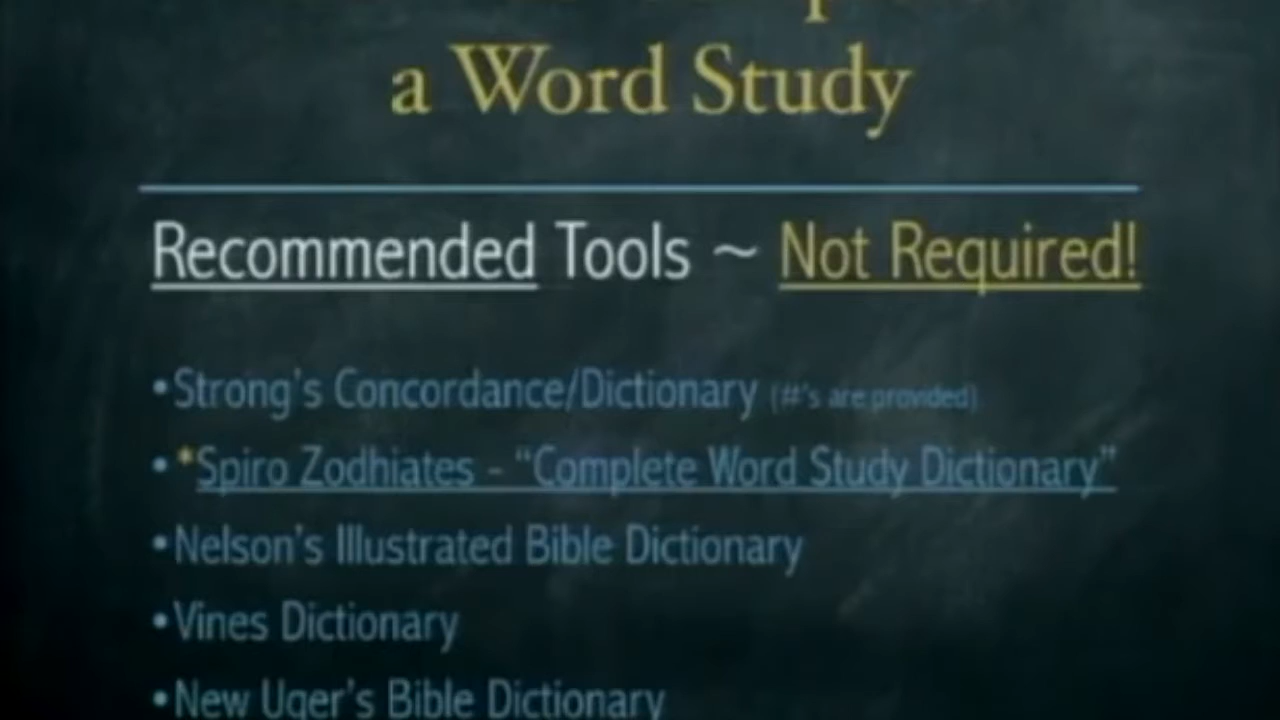 a Word Study
Recommended Tools ~ Not Required!
•Strong's Concordance/Dictionary (#'s are provided)
• *Spiro Zodhiates - "Complete Word Study Dictionary"
•Nelson's Illustrated Bible Dictionary
•Vines Dictionary
•New Uger's Bible Dictionary